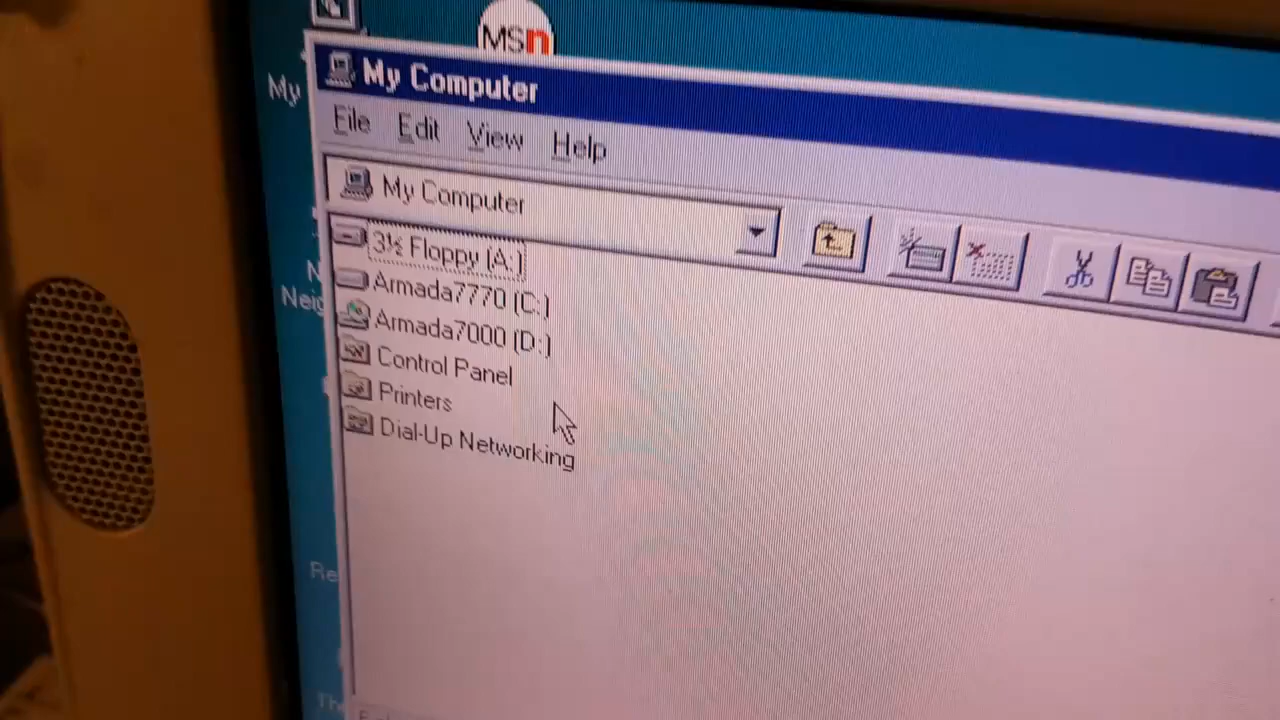 MSn
My Computer
My
File Edit View Help
My Computer
3½ Floppy (A:)
Armada7770 (C:)
Armada7000 (D:)
Control Panel
Printers
Dial-Up Networking